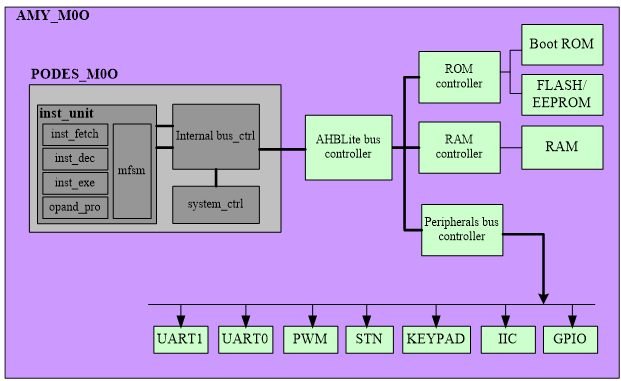 AMY_M0O
PODES_M0O
inst_unit
inst_fetch
inst_dec
inst_exe
opand_pro
mfsm
Internal bus_ctrl
system_ctrl
AHBLite bus
controller
ROM
controller
Boot ROM
FLASH/
EEPROM
RAM
controller
RAM
Peripherals bus
controller
UART1
UART0
PWM
STN
KEYPAD
IIC
GPIO